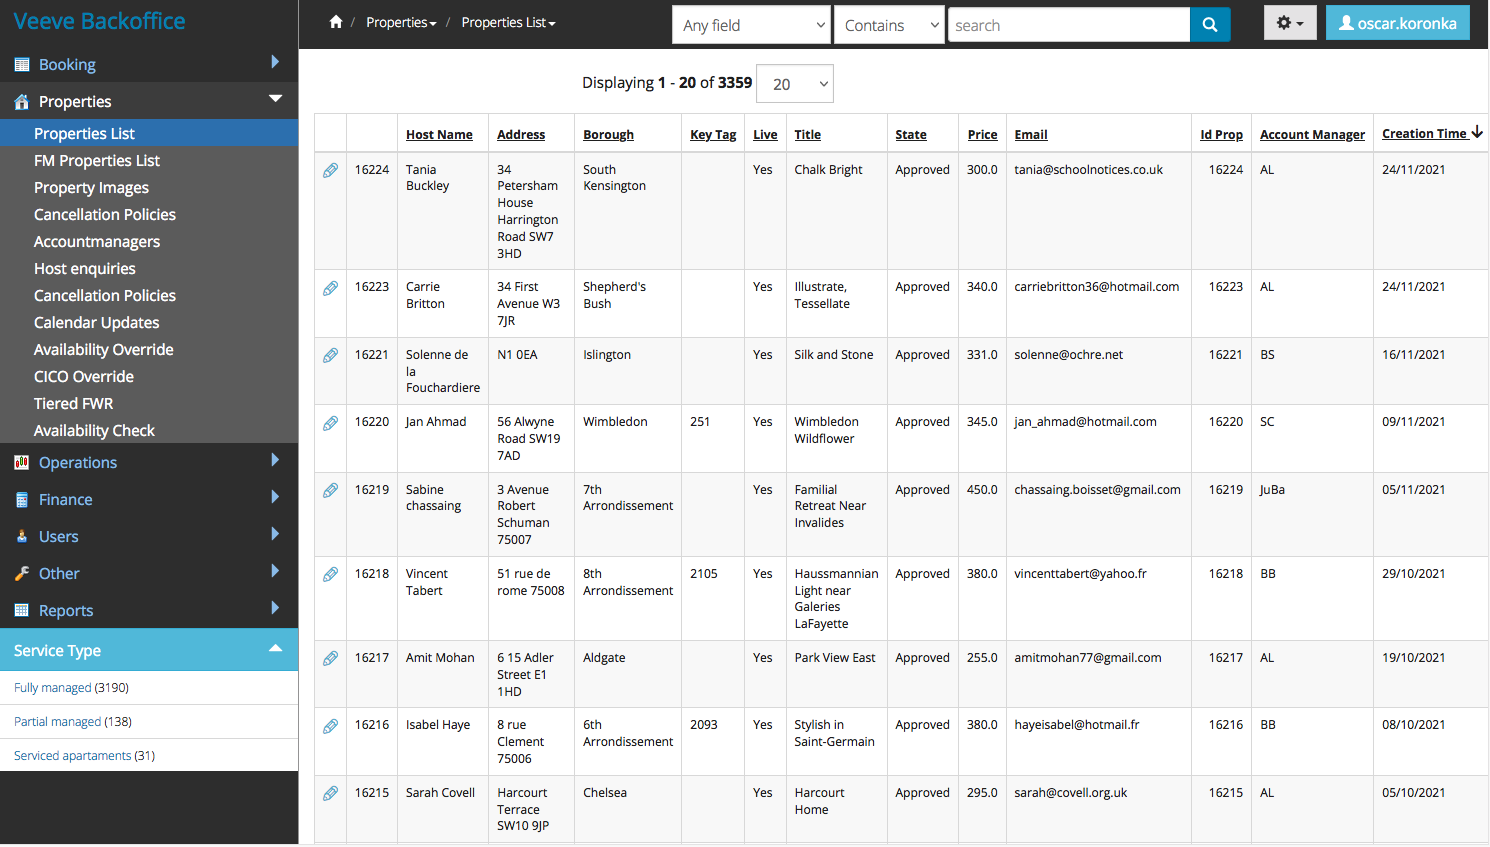 Veeve Backoffice
Properties
/
Properties List
Any field
Contains
search
oscar.koronka
Booking
Properties
Properties List
FM Properties List
Property Images
Cancellation Policies
Accountmanagers
Host enquiries
Cancellation Policies
Calendar Updates
Availability Override
CICO Override
Tiered FWR
Availability Check
Operations
Finance
Users
Other
Reports
Service Type
Fully managed (3190)
Partial managed (138)
Serviced apartaments (31)
Displaying 1 - 20 of 3359 20
Host Name Address Borough Key Tag Live Title State Price Email Id Prop Account Manager Creation Time
16224 Tania 34 South Yes Chalk Bright Approved 300.0 tania@schoolnotices.co.uk 16224 AL 24/11/2021
Buckley Petersham Kensington
House
Harrington
Road SW7
3HD
16223 Carrie 34 First Shepherd's Yes Illustrate, Approved 340.0 carriebritton36@hotmail.com 16223 AL 24/11/2021
Britton Avenue W3 Bush Tessellate
7JR
16221 Solenne de N1 0EA Islington Yes Silk and Stone Approved 331.0 solenne@ochre.net 16221 BS 16/11/2021
la
Fouchardiere
16220 Jan Ahmad 56 Alwyne Wimbledon 251 Yes Wimbledon Approved 345.0 jan_ahmad@hotmail.com 16220 SC 09/11/2021
Road SW19 Wildflower
7AD
16219 Sabine 3 Avenue 7th Yes Familial Approved 450.0 chassaing.boisset@gmail.com 16219 JuBa 05/11/2021
chassaing Robert Arrondissement Retreat Near
Schuman Invalides
75007
16218 Vincent 51 rue de 8th 2105 Yes Haussmannian Approved 380.0 vincenttabert@yahoo.fr 16218 BB 29/10/2021
Tabert rome 75008 Arrondissement Light near
Galeries
LaFayette
16217 Amit Mohan 6 15 Adler Aldgate Yes Park View East Approved 255.0 amitmohan77@gmail.com 16217 AL 19/10/2021
Street E1
1HD
16216 Isabel Haye 8 rue 6th 2093 Yes Stylish in Approved 380.0 hayeisabel@hotmail.fr 16216 BB 08/10/2021
Clement Arrondissement Saint-Germain
75006
16215 Sarah Covell Harcourt Chelsea Yes Harcourt Approved 295.0 sarah@covell.org.uk 16215 AL 05/10/2021
Terrace Home
SW10 9JP